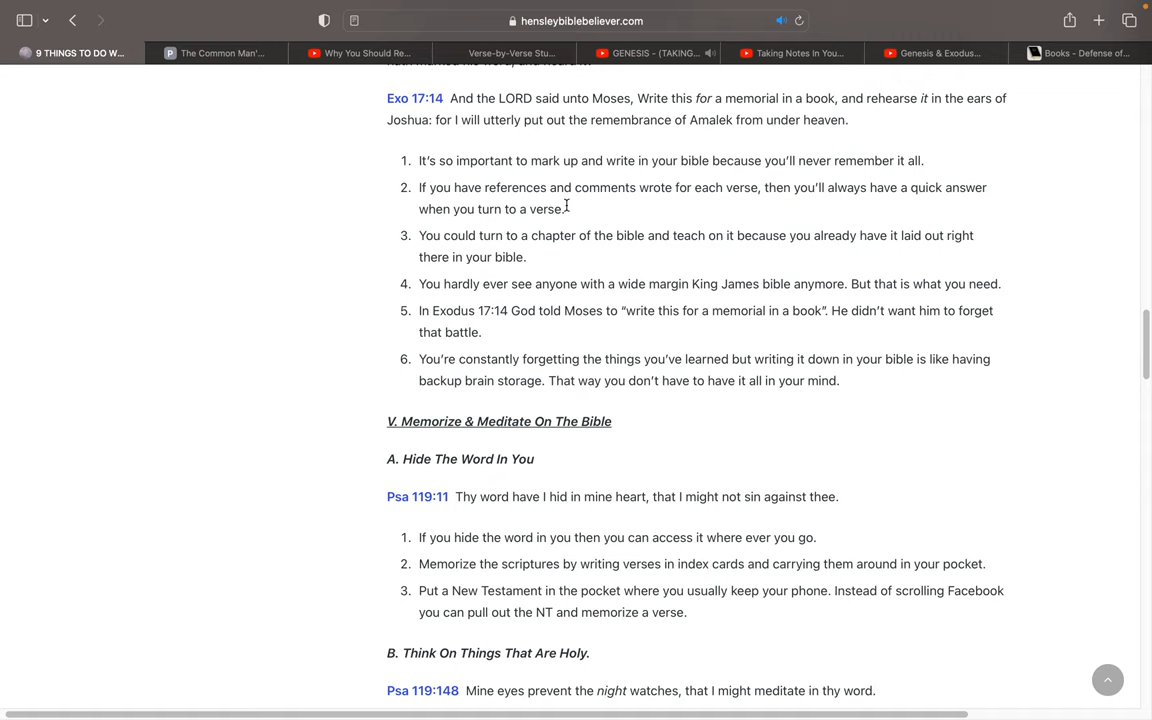 hensleybiblebeliever.com
9 THINGS TO DO W...
The Common Man'...
Why You Should Re...
Verse-by-Verse Stu...
GENESIS - (TAKING...
Taking Notes In You...
Genesis & Exodus...
Books - Defense of...
Exo 17:14 And the LORD said unto Moses, Write this for a memorial in a book, and rehearse it in the ears of
Joshua: for I will utterly put out the remembrance of Amalek from under heaven.
1. It's so important to mark up and write in your bible because you'll never remember it all.
2. If you have references and comments wrote for each verse, then you'll always have a quick answer
when you turn to a verse.
3. You could turn to a chapter of the bible and teach on it because you already have it laid out right
there in your bible.
4. You hardly ever see anyone with a wide margin King James bible anymore. But that is what you need.
5. In Exodus 17:14 God told Moses to "write this for a memorial in a book". He didn't want him to forget
that battle.
6. You're constantly forgetting the things you've learned but writing it down in your bible is like having
backup brain storage. That way you don't have to have it all in your mind.
V. Memorize & Meditate On The Bible
A. Hide The Word In You
Psa 119:11 Thy word have I hid in mine heart, that I might not sin against thee.
1. If you hide the word in you then you can access it where ever you go.
2. Memorize the scriptures by writing verses in index cards and carrying them around in your pocket.
3. Put a New Testament in the pocket where you usually keep your phone. Instead of scrolling Facebook
you can pull out the NT and memorize a verse.
B. Think On Things That Are Holy.
Psa 119:148 Mine eyes prevent the night watches, that I might meditate in thy word.